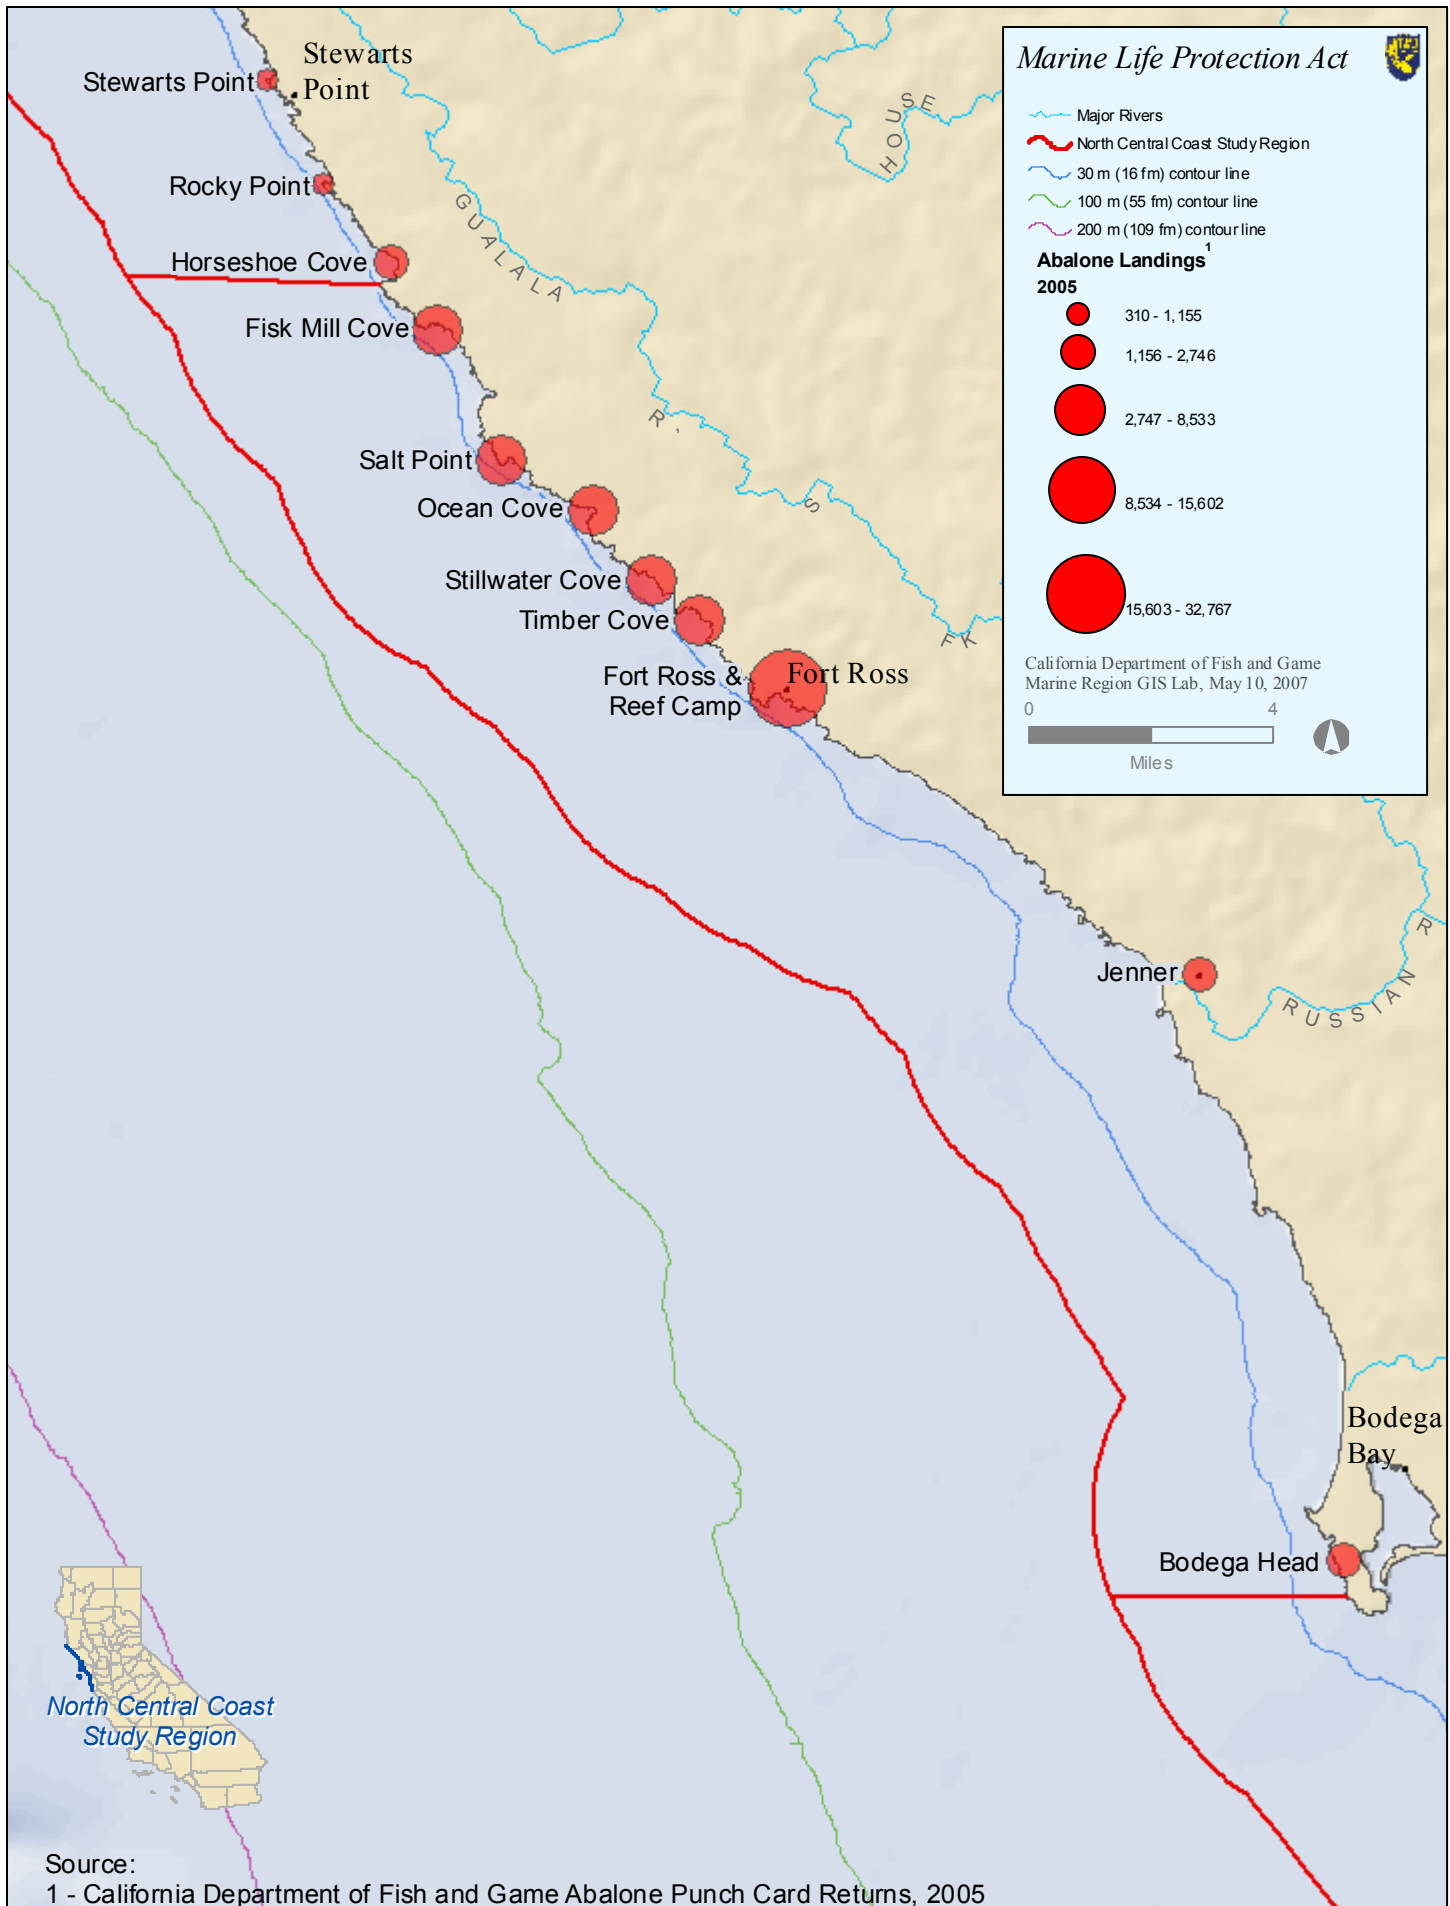 Stewarts
Point
Stewarts Point
Rocky Point
Horseshoe Cove
Fisk Mill Cove
Salt Point
Ocean Cove
Stillwater Cove
Timber Cove
Fort Ross &
Reef Camp
Fort Ross
Jenner
Bodega
Bay
Bodega Head
HOUSE
GUALALA
R,
S
FK
RUSSIAN
R
Marine Life Protection Act
Major Rivers
North Central Coast Study Region
30 m (16 fm) contour line
100 m (55 fm) contour line
200 m (109 fm) contour line
Abalone Landings 1
2005
310 - 1,155
1,156 - 2,746
2,747 - 8,533
8,534 - 15,602
15,603 - 32,767
California Department of Fish and Game
Marine Region GIS Lab, May 10, 2007
0 4
Miles
North Central Coast
Study Region
Source:
1 - California Department of Fish and Game Abalone Punch Card Returns, 2005